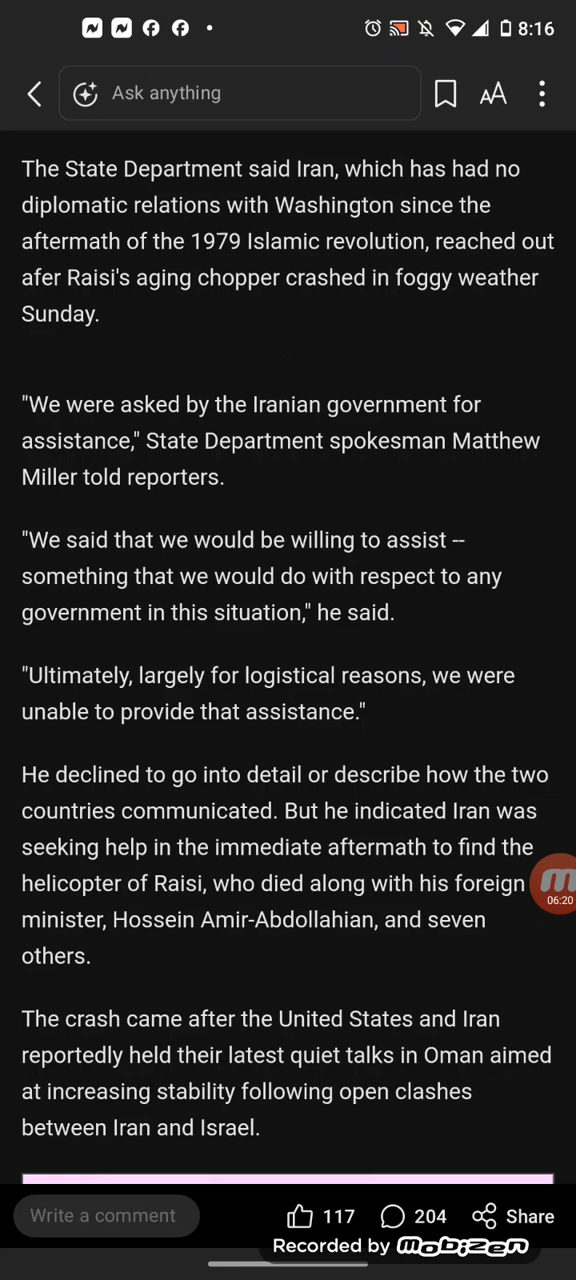 8:16
Ask anything
AA
The State Department said Iran, which has had no
diplomatic relations with Washington since the
aftermath of the 1979 Islamic revolution, reached out
afer Raisi's aging chopper crashed in foggy weather
Sunday.
"We were asked by the Iranian government for
assistance," State Department spokesman Matthew
Miller told reporters.
"We said that we would be willing to assist --
something that we would do with respect to any
government in this situation," he said.
"Ultimately, largely for logistical reasons, we were
unable to provide that assistance."
He declined to go into detail or describe how the two
countries communicated. But he indicated Iran was
seeking help in the immediate aftermath to find the
helicopter of Raisi, who died along with his foreign
minister, Hossein Amir-Abdollahian, and seven
others.
m
06:20
The crash came after the United States and Iran
reportedly held their latest quiet talks in Oman aimed
at increasing stability following open clashes
between Iran and Israel.
Write a comment
117
204
Share
Recorded by mobizen